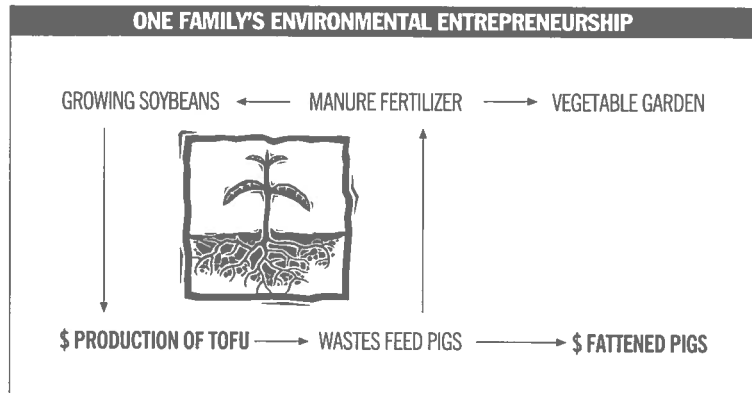 ONE FAMILY'S ENVIRONMENTAL ENTREPRENEURSHIP
GROWING SOYBEANS
MANURE FERTILIZER
VEGETABLE GARDEN
$ PRODUCTION OF TOFU
WASTES FEED PIGS
$ FATTENED PIGS